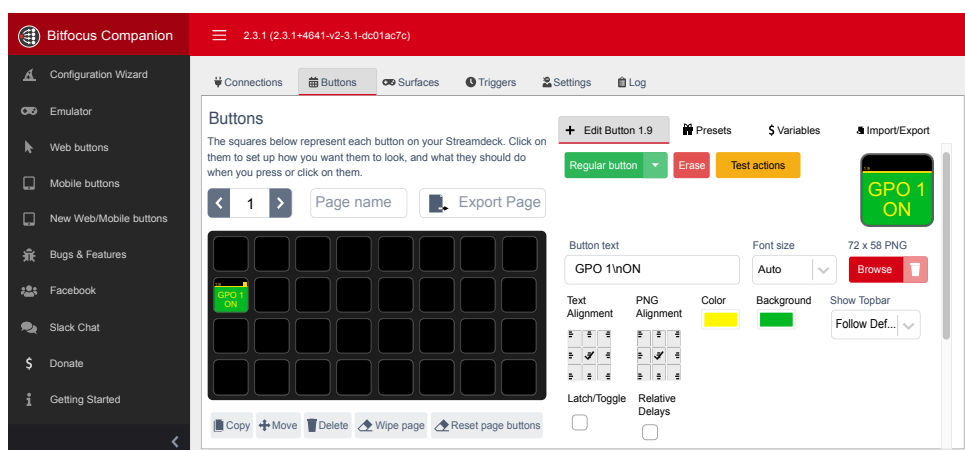 Bitfocus Companion
2.3.1 (2.3.1+4641-v2-3.1-dc01ac7c)
Configuration Wizard
Emulator
Web buttons
Mobile buttons
New Web/Mobile buttons
Bugs & Features
Facebook
Slack Chat
$ Donate
Getting Started
Connections
Buttons
Surfaces
Triggers
Settings
Log
Buttons
The squares below represent each button on your Streamdeck. Click on
them to set up how you want them to look, and what they should do
when you press or click on them.
1
Page name
Export Page
GPO 1
ON
Copy
Move
Delete
Wipe page
Reset page buttons
Edit Button 1.9
Presets
$ Variables
Import/Export
Regular button
Erase
Test actions
GPO 1
ON
Button text
Font size
72 x 58 PNG
GPO 1\nON
Auto
Browse
Text
Alignment
PNG
Alignment
Color
Background
Show Topbar
Follow Def...
Latch/Toggle
Relative
Delays